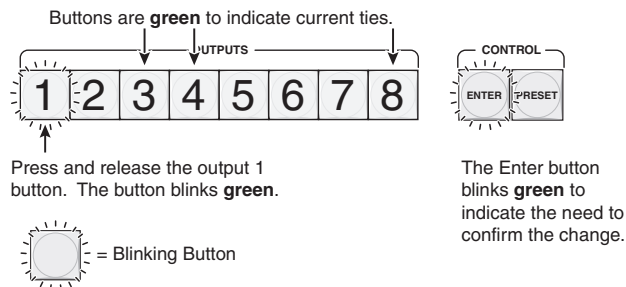 Buttons are green to indicate current ties.
UTPUTS
CONTROL
1 2 3 4 5 6 7 8
ENTER PRESET
Press and release the output 1
button. The button blinks green.
The Enter button
blinks green to
indicate the need to
confirm the change.
= Blinking Button